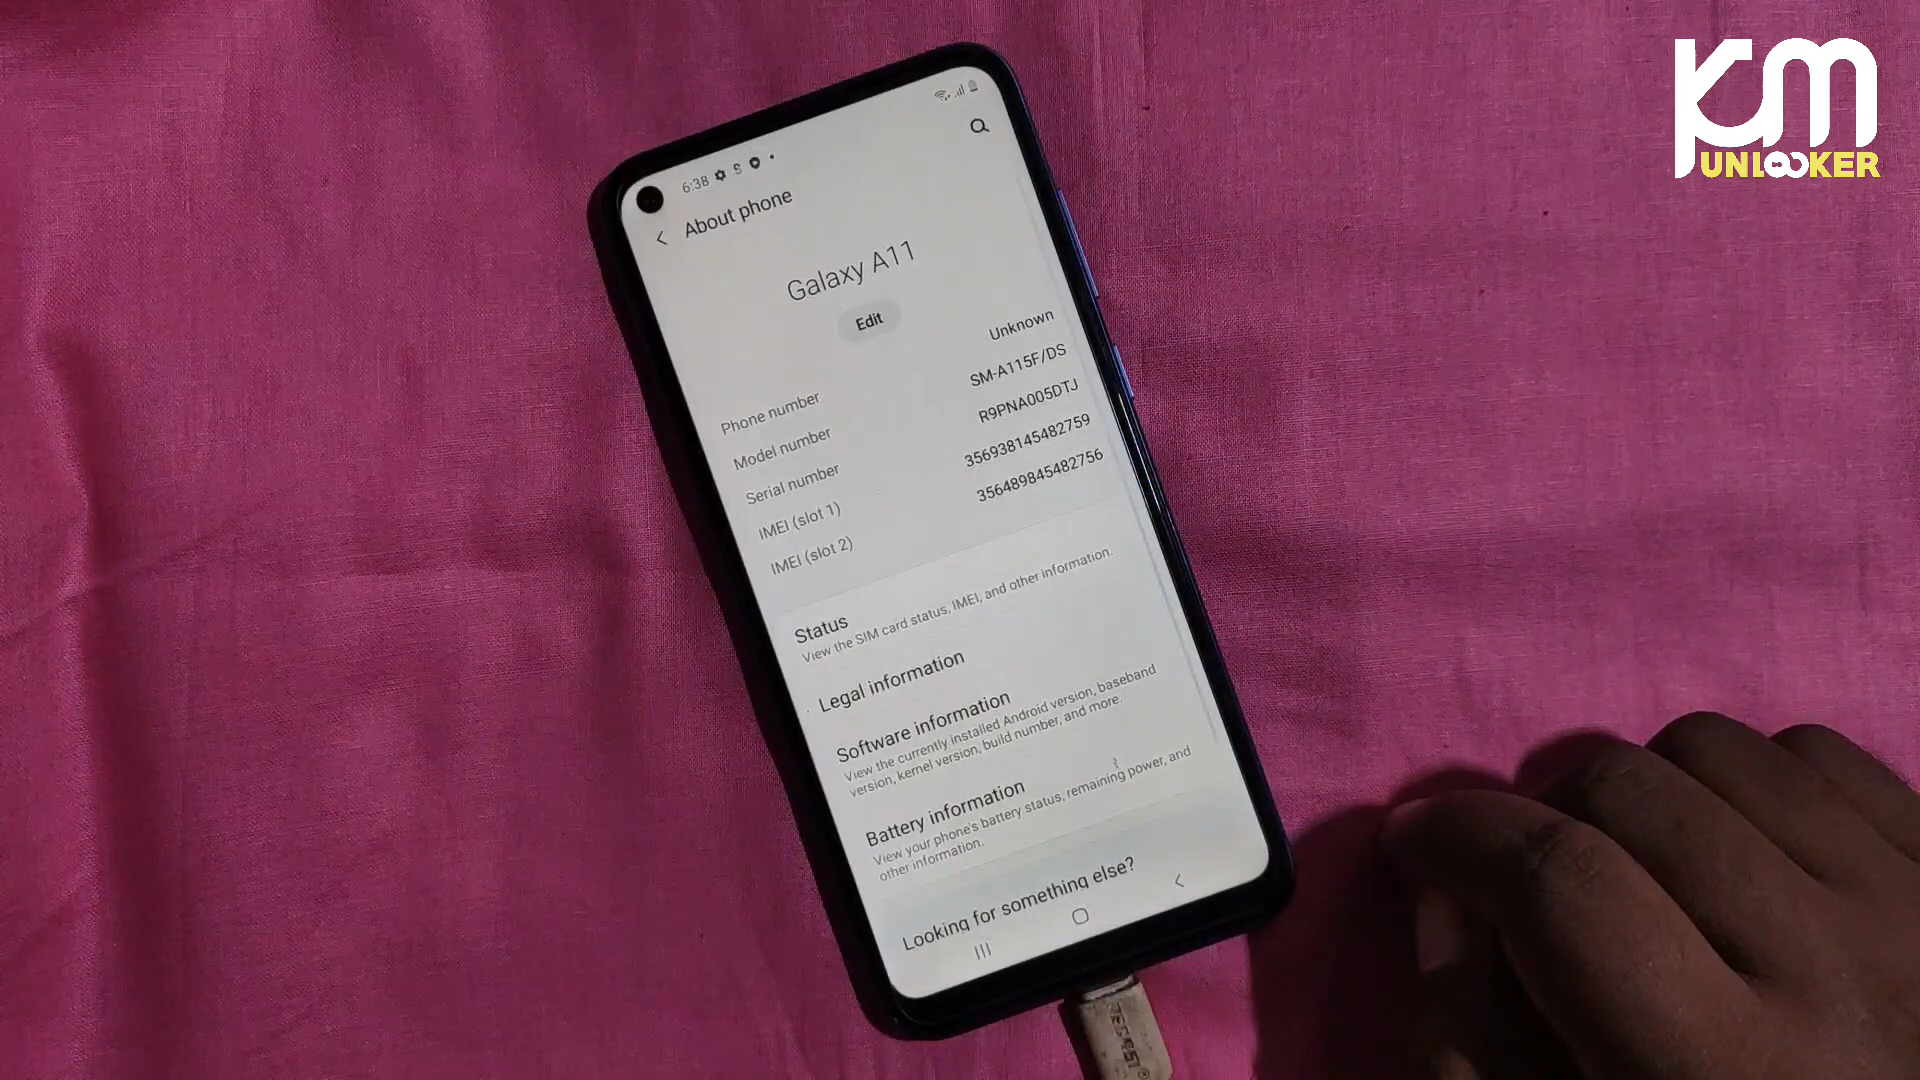 KM
UNLOCKER
6:38
About phone
Galaxy A11
Edit
Phone number Unknown
Model number SM-A115F/DS
Serial number R9PNA005DTJ
IMEI (slot 1) 356938145482759
IMEI (slot 2) 356489845482756
Status
View the SIM card status, IMEI, and other information.
Legal information
Software information
View the currently installed Android version, baseband
version, kernel version, build number, and more.
Battery information
View your phone's battery status, remaining power, and
other information.
Looking for something else?